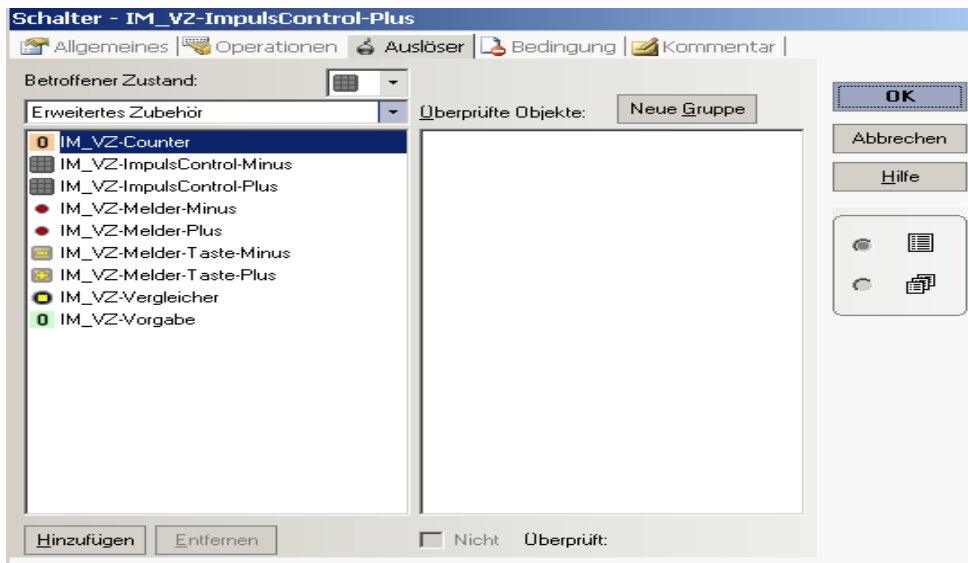 Schalter - IM_VZ-ImpulsControl-Plus
Allgemeines Operationen Auslöser Bedingung Kommentar
Betroffener Zustand:
Erweitertes Zubehör
Überprüfte Objekte:
Neue Gruppe
0 IM_VZ-Counter
IM_VZ-ImpulsControl-Minus
IM_VZ-ImpulsControl-Plus
IM_VZ-Melder-Minus
IM_VZ-Melder-Plus
IM_VZ-Melder-Taste-Minus
IM_VZ-Melder-Taste-Plus
IM_VZ-Vergleicher
0 IM_VZ-Vorgabe
Hinzufügen Entfernen
Nicht Überprüft:
OK
Abbrechen
Hilfe